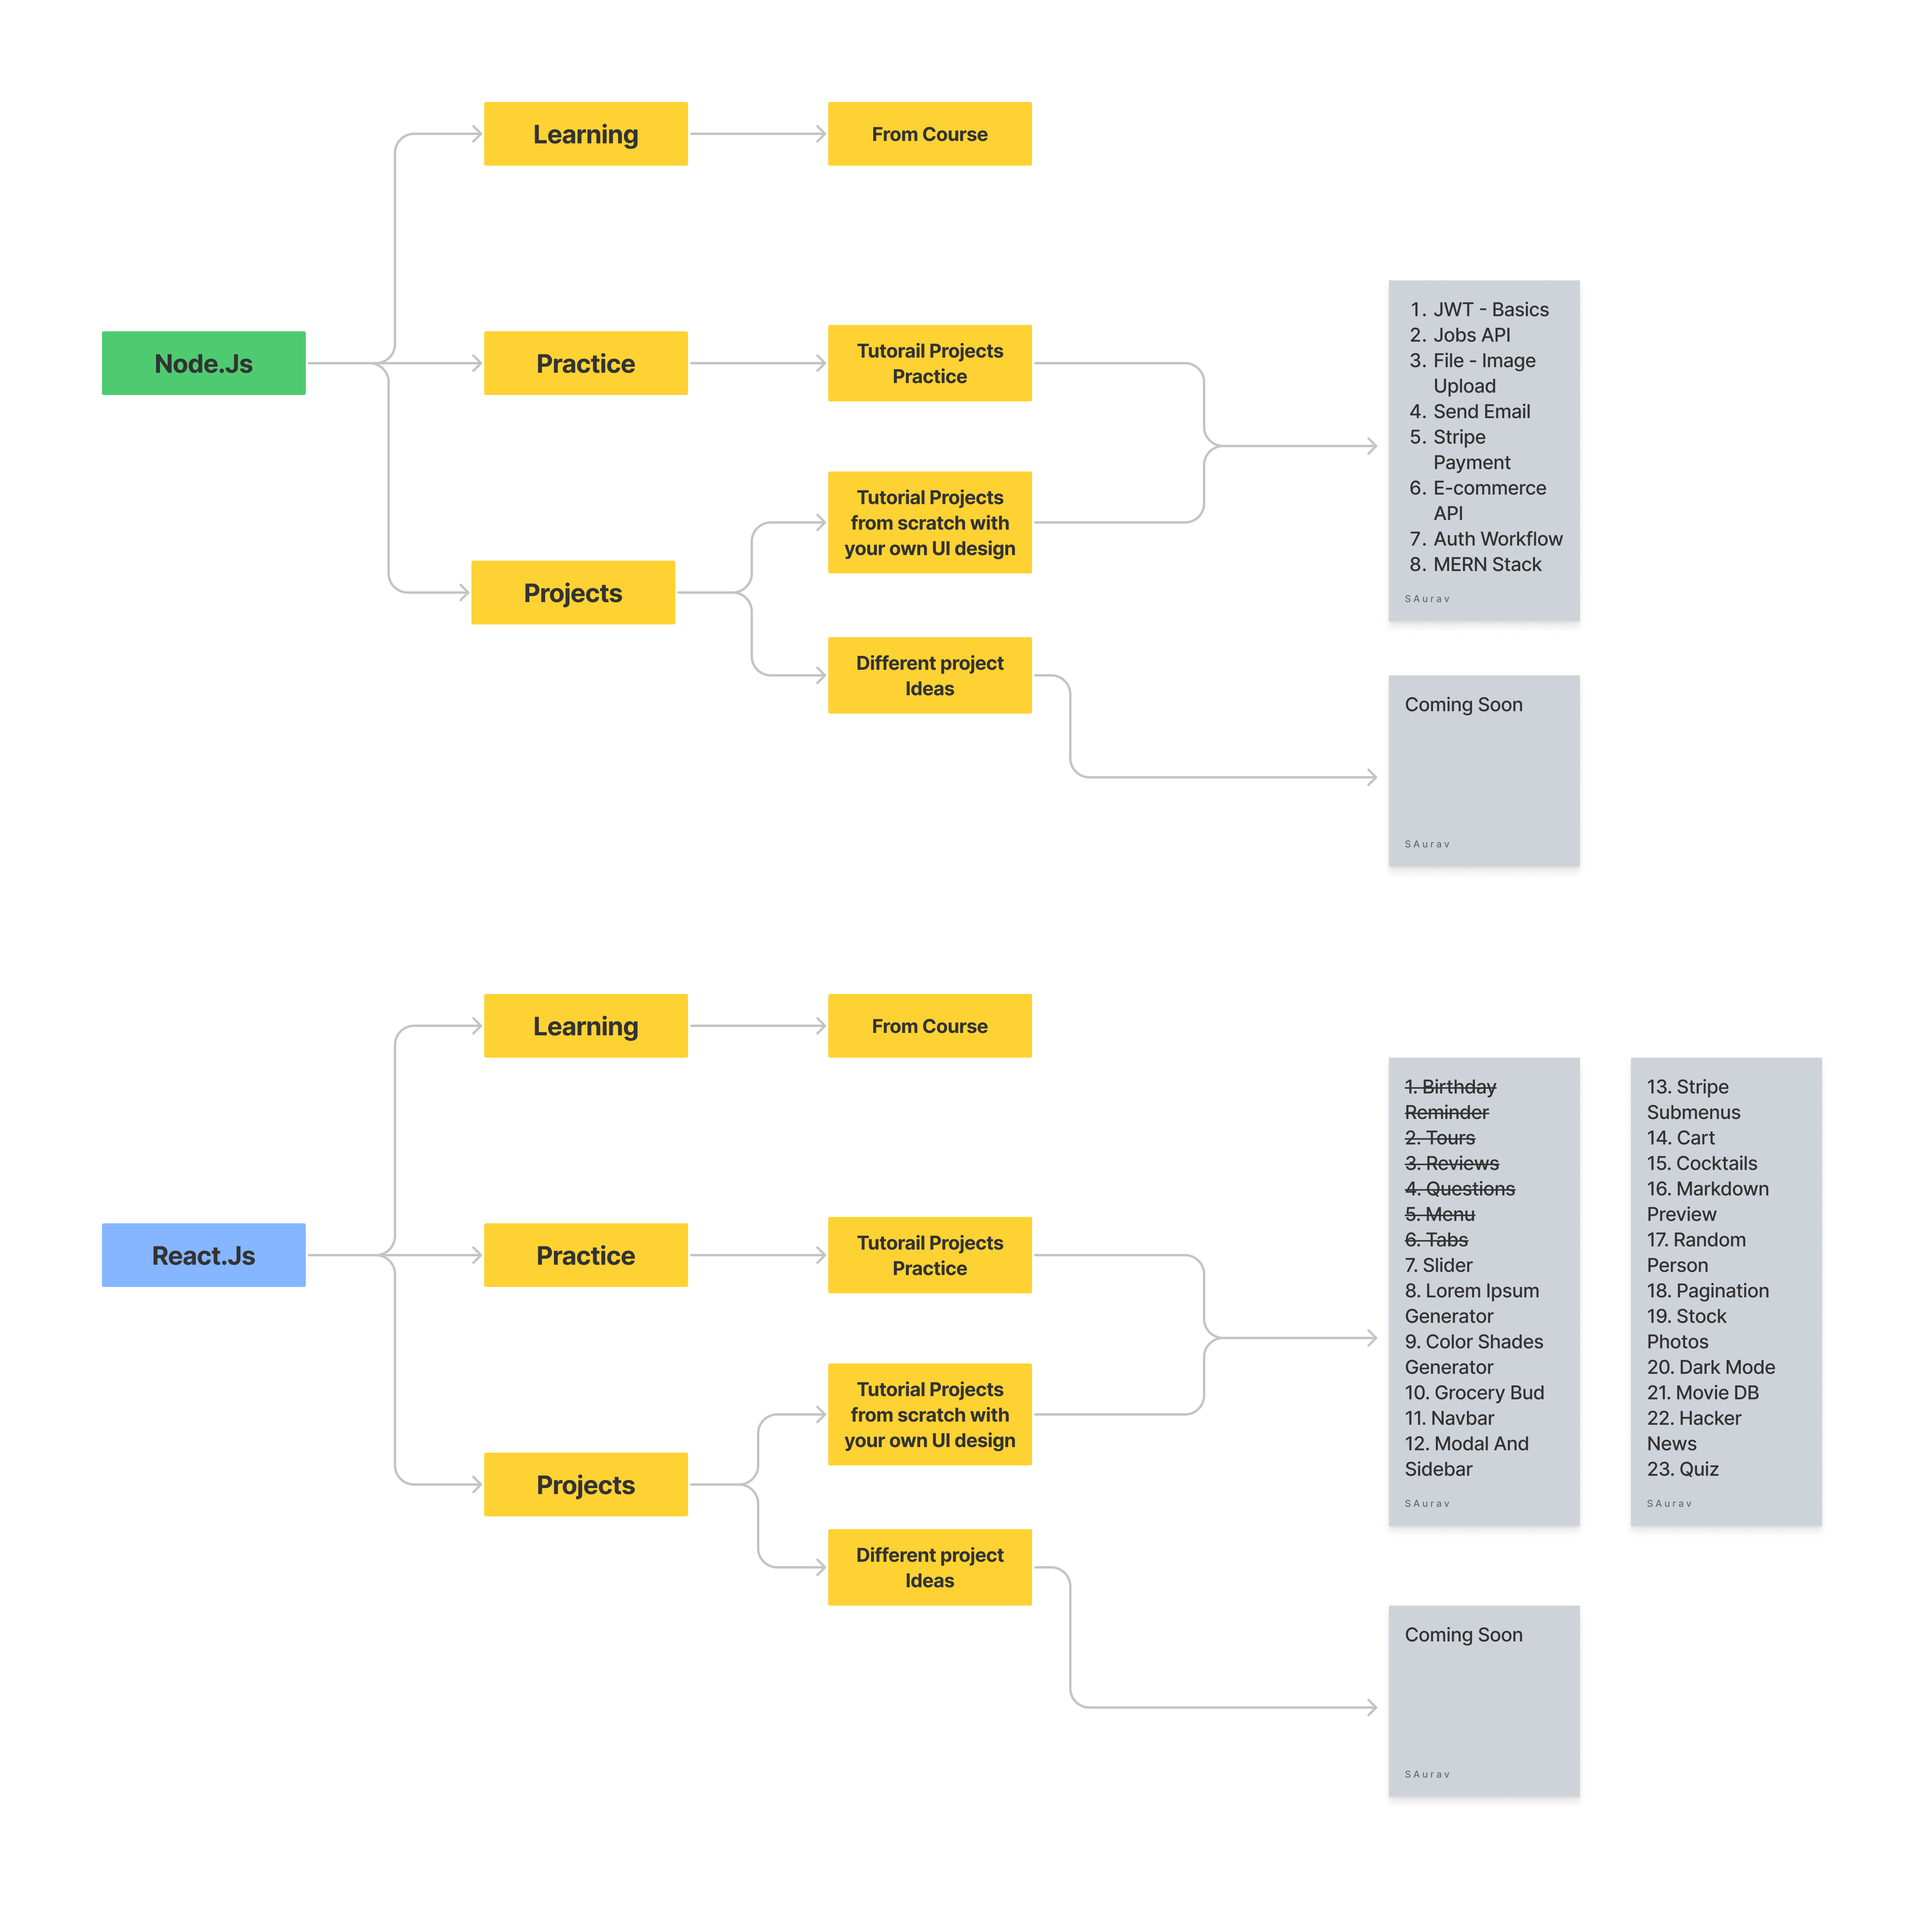 Learning
From Course
Node.Js
Practice
Tutorail Projects
Practice
Projects
Tutorial Projects
from scratch with
your own UI design
Different project
Ideas
1. JWT - Basics
2. Jobs API
3. File - Image
Upload
4. Send Email
5. Stripe
Payment
6. E-commerce
API
7. Auth Workflow
8. MERN Stack
SAurav
Coming Soon
SAurav
Learning
From Course
React.Js
Practice
Tutorail Projects
Practice
Projects
Tutorial Projects
from scratch with
your own UI design
Different project
Ideas
1. Birthday
Reminder
2. Tours
3. Reviews
4. Questions
5. Menu
6. Tabs
7. Slider
8. Lorem Ipsum
Generator
9. Color Shades
Generator
10. Grocery Bud
11. Navbar
12. Modal And
Sidebar
SAurav
13. Stripe
Submenus
14. Cart
15. Cocktails
16. Markdown
Preview
17. Random
Person
18. Pagination
19. Stock
Photos
20. Dark Mode
21. Movie DB
22. Hacker
News
23. Quiz
SAurav
Coming Soon
SAurav